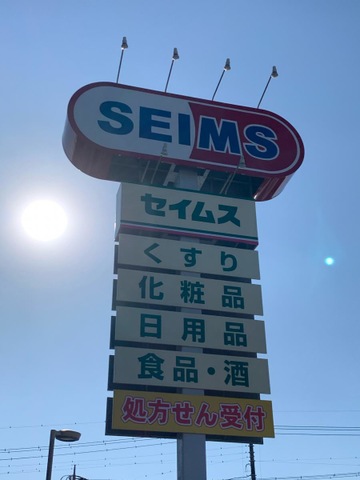 SEIMS
セイムス
くすり
化粧品
日用品
食品・酒
処方せん受付